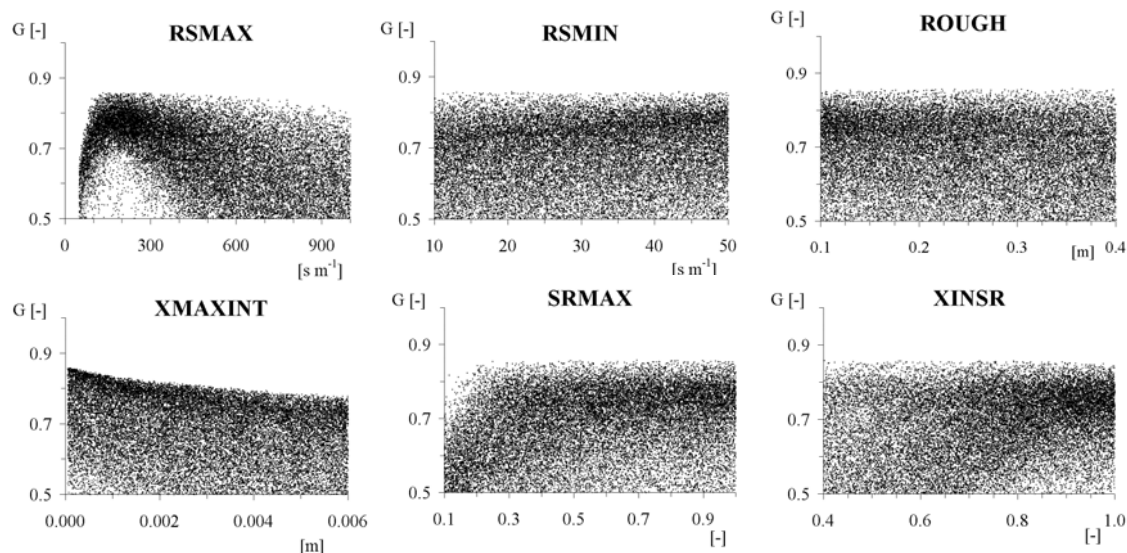 RSMAX
G [-]
0.9
0.7
0.5
0 300 600 900
[s m⁻¹]
RSMIN
G [-]
0.9
0.7
0.5
10 20 30 40 50
[s m⁻¹]
ROUGH
G [-]
0.9
0.7
0.5
0.1 0.2 0.3 0.4
[m]
XMAXINT
G [-]
0.9
0.7
0.5
0.000 0.002 0.004 0.006
[m]
SRMAX
G [-]
0.9
0.7
0.5
0.1 0.3 0.5 0.7 0.9
[-]
XINSR
G [-]
0.9
0.7
0.5
0.4 0.6 0.8 1.0
[-]